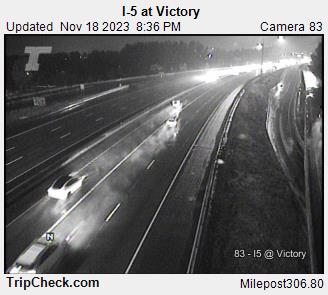 I-5 at Victory
Updated Nov 18 2023 8:36 PM Camera 83
T
N
83 - I5 @ Victory
TripCheck.com Milepost306.80